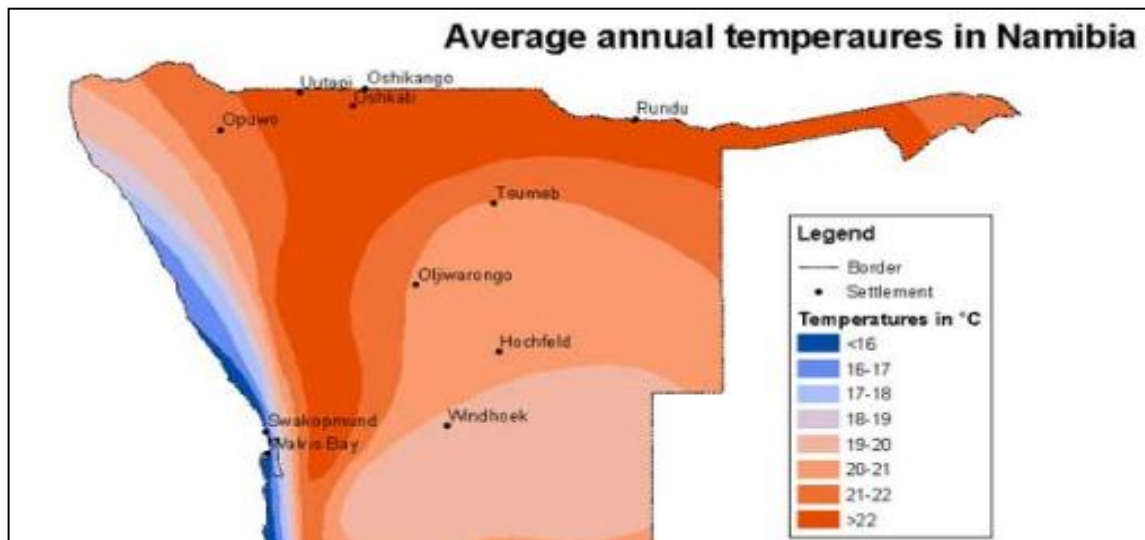 Average annual temperaures in Namibia
Uutapi
Oshikango
Oshkati
Opuwo
Rundu
Tsumeb
Otjiwarongo
Hochfeld
Windhoek
Swakopmund
Walvis Bay
Legend
Border
Settlement
Temperatures in °C
<16
16-17
17-18
18-19
19-20
20-21
21-22
>22